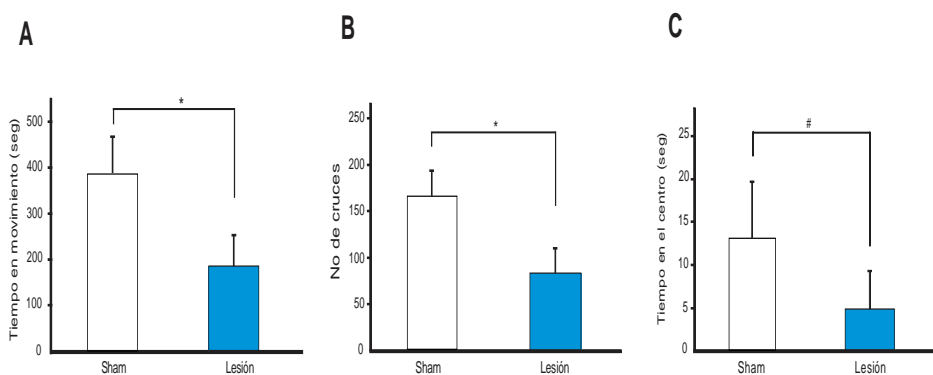 A
Tiempo en movimiento (seg)
500
400
300
200
100
0
*
Sham Lesión
B
No de cruces
250
200
150
100
50
0
*
Sham Lesión
C
Tiempo en el centro (seg)
25
20
15
10
5
0
#
Sham Lesión